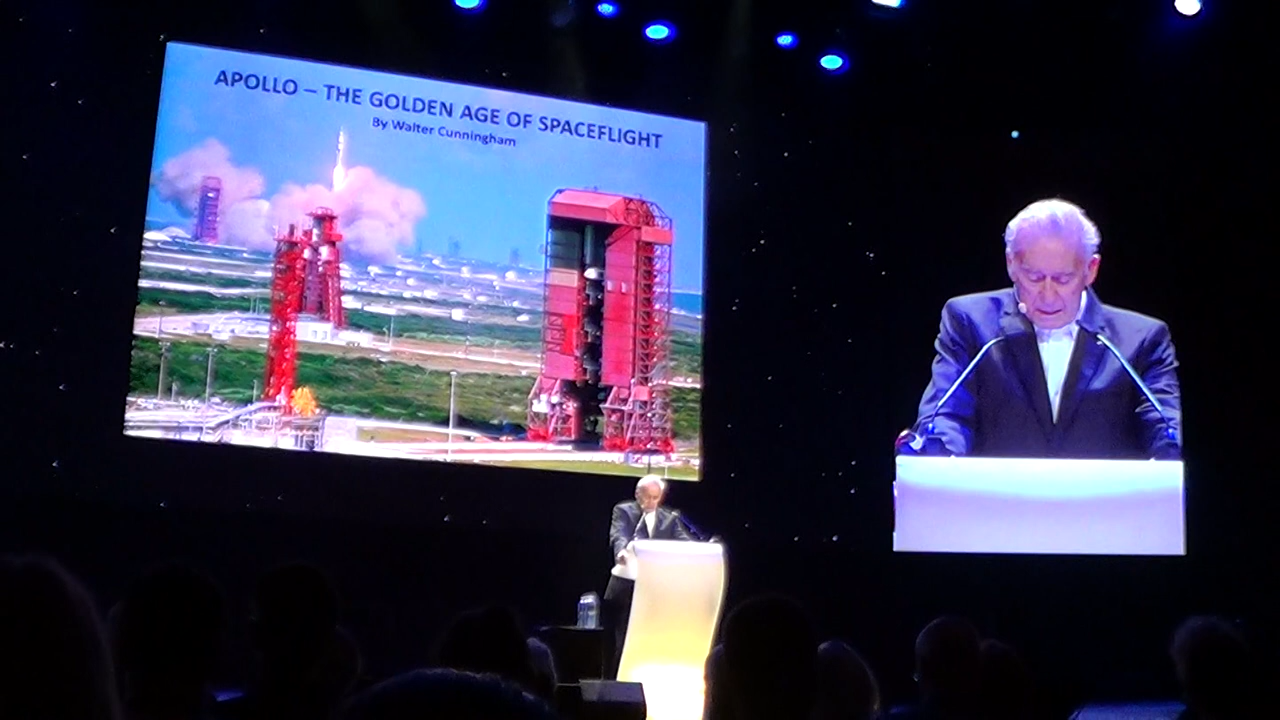 APOLLO – THE GOLDEN AGE OF SPACEFLIGHT
By Walter Cunningham